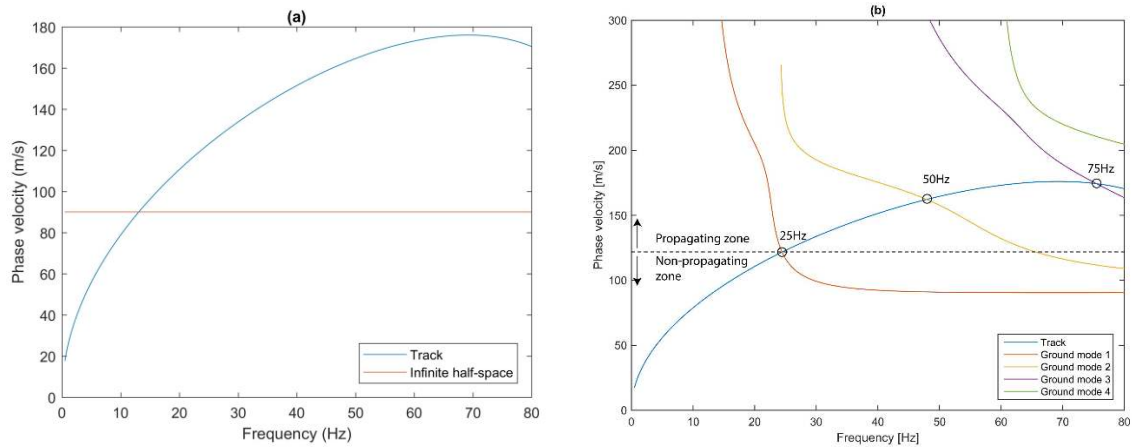 (a)
180
160
140
120
100
80
60
40
20
0
Phase velocity (m/s)
0 10 20 30 40 50 60 70 80
Frequency (Hz)
Track
Infinite half-space
(b)
300
250
200
150
100
50
0
Phase velocity [m/s]
25Hz
50Hz
75Hz
Propagating zone
Non-propagating
zone
0 10 20 30 40 50 60 70 80
Frequency [Hz]
Track
Ground mode 1
Ground mode 2
Ground mode 3
Ground mode 4